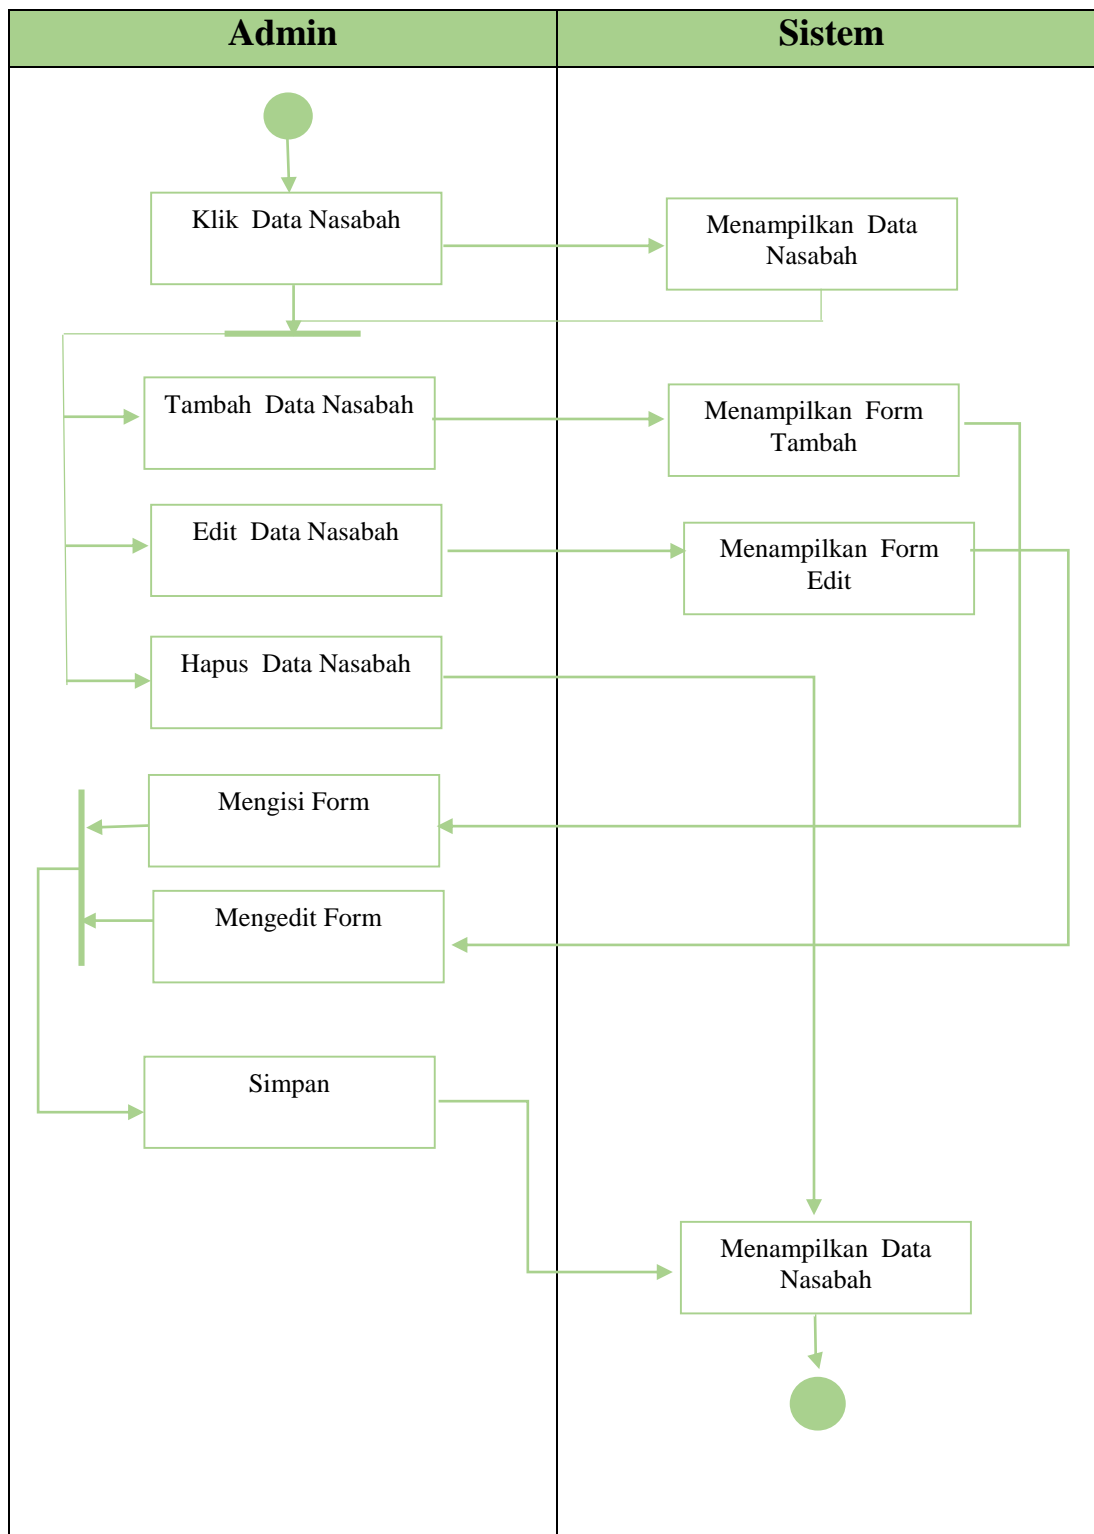 Admin
Sistem
Klik  Data Nasabah
Menampilkan  Data
Nasabah
Tambah  Data Nasabah
Menampilkan  Form
Tambah
Edit  Data Nasabah
Menampilkan  Form
Edit
Hapus  Data Nasabah
Mengisi Form
Mengedit Form
Simpan
Menampilkan  Data
Nasabah